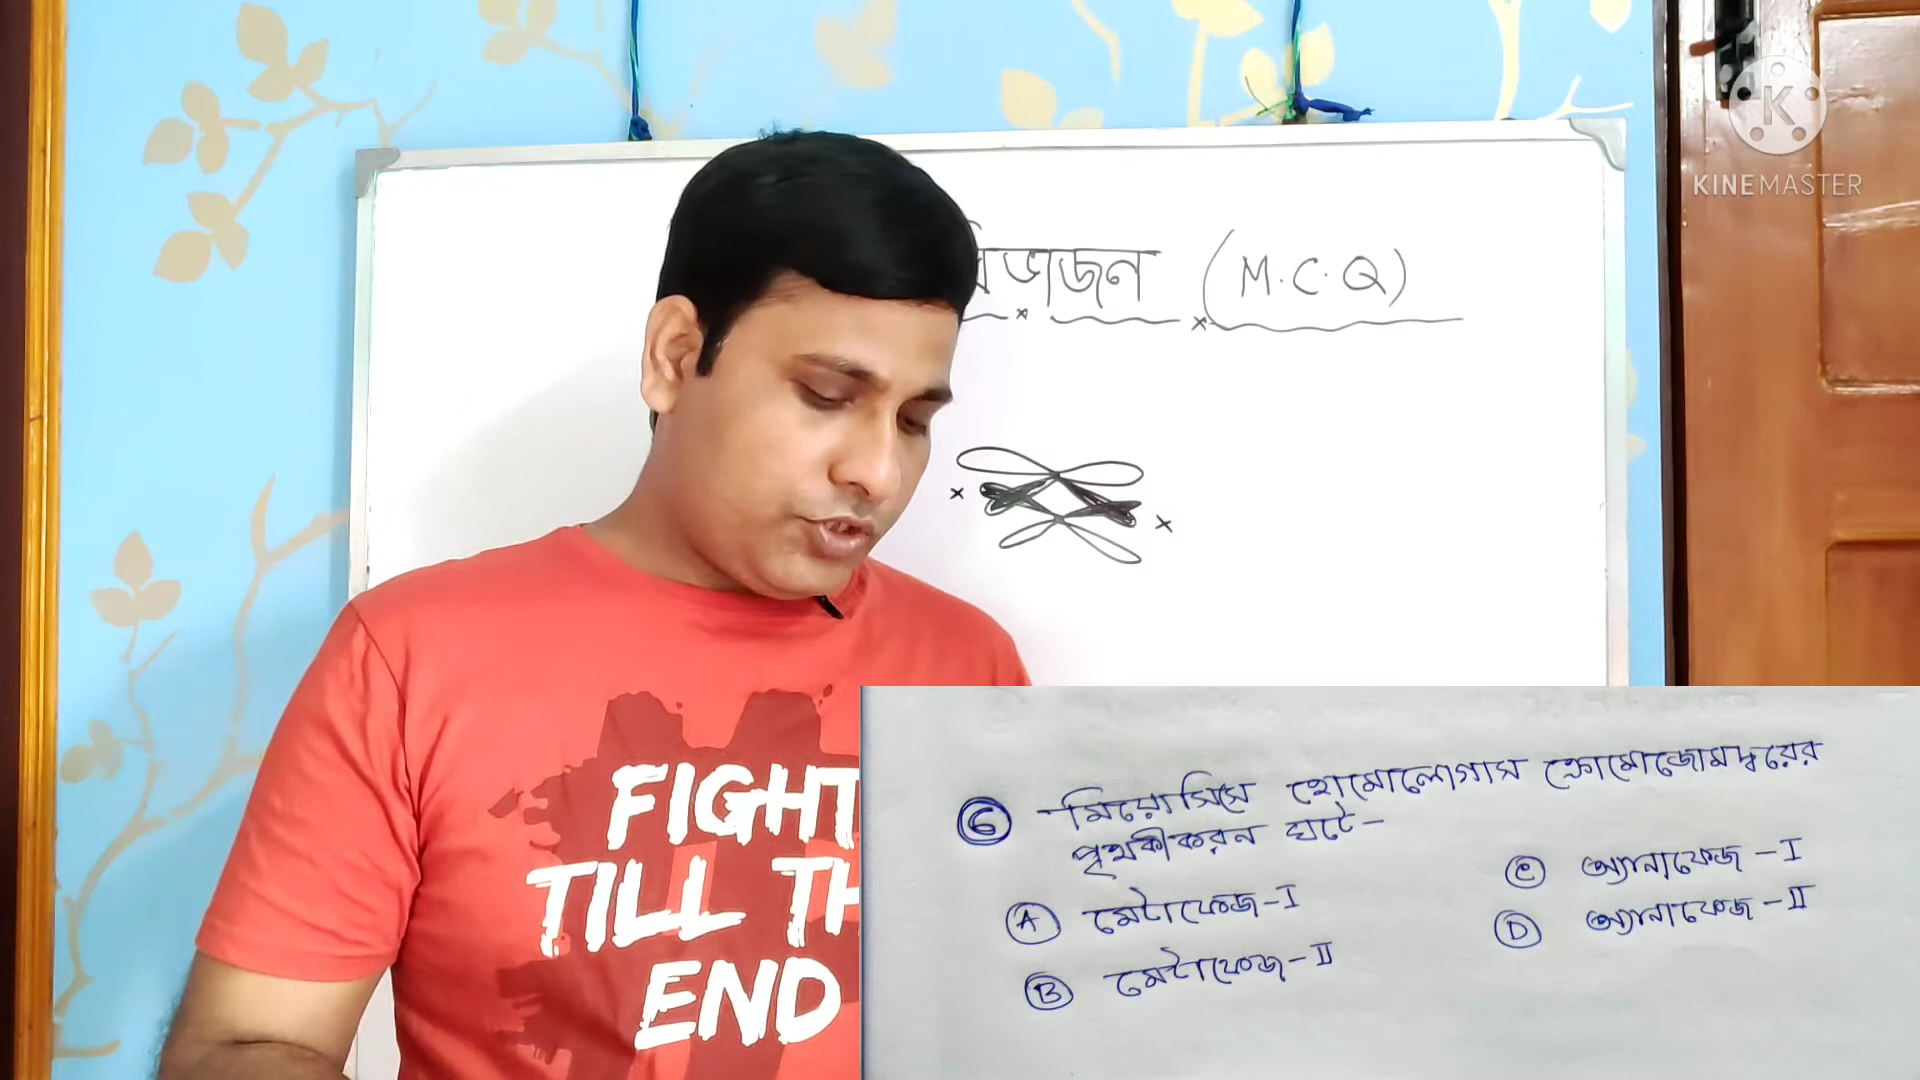 KINEMASTER
বিভাজন (M.C.Q)
FIGHT
TILL TH
END
6 মিয়োসিসে হোমোলোগাস ক্রোমোজোমদ্বয়ের
পৃথকীকরন ঘটে-
A মেটাফেজ-I
B মেটাফেজ-II
C অ্যানাফেজ-I
D অ্যানাফেজ-II